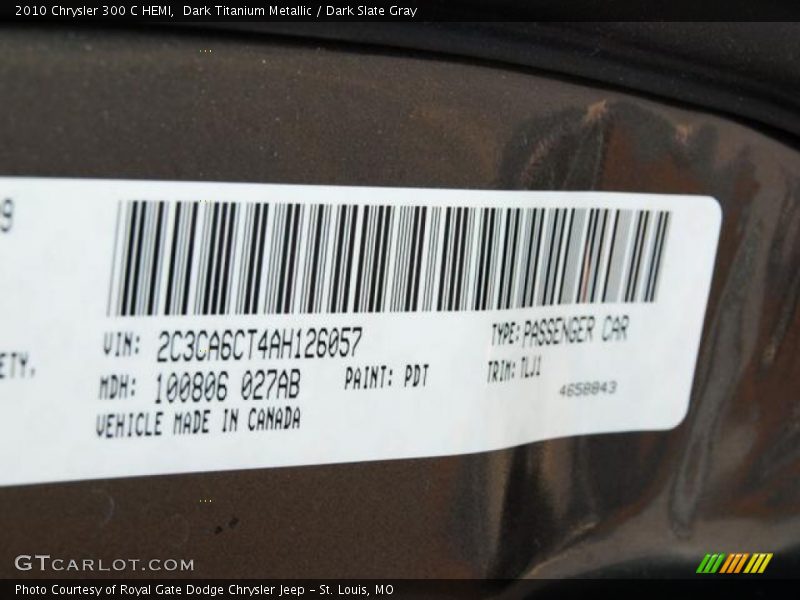 2010 Chrysler 300 C HEMI, Dark Titanium Metallic / Dark Slate Gray
9
VIN: 2C3CA6CT4AH126057
TYPE: PASSENGER CAR
ETY,
MDH: 100806 027AB
PAINT: PDT
TRIM: TLJ1
4658843
VEHICLE MADE IN CANADA
GTCARLOT.COM
Photo Courtesy of Royal Gate Dodge Chrysler Jeep - St. Louis, MO